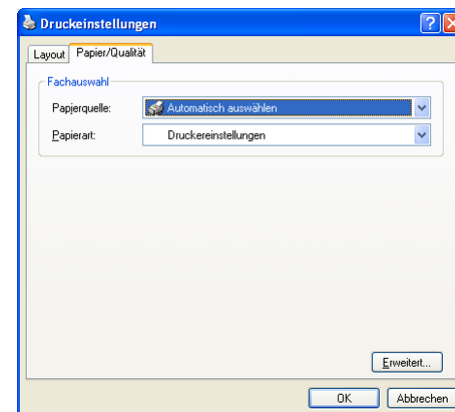 Druckeinstellungen
Layout Papier/Qualität
Fachauswahl
Papierquelle: Automatisch auswählen
Papierart: Druckereinstellungen
Erweitert...
OK Abbrechen